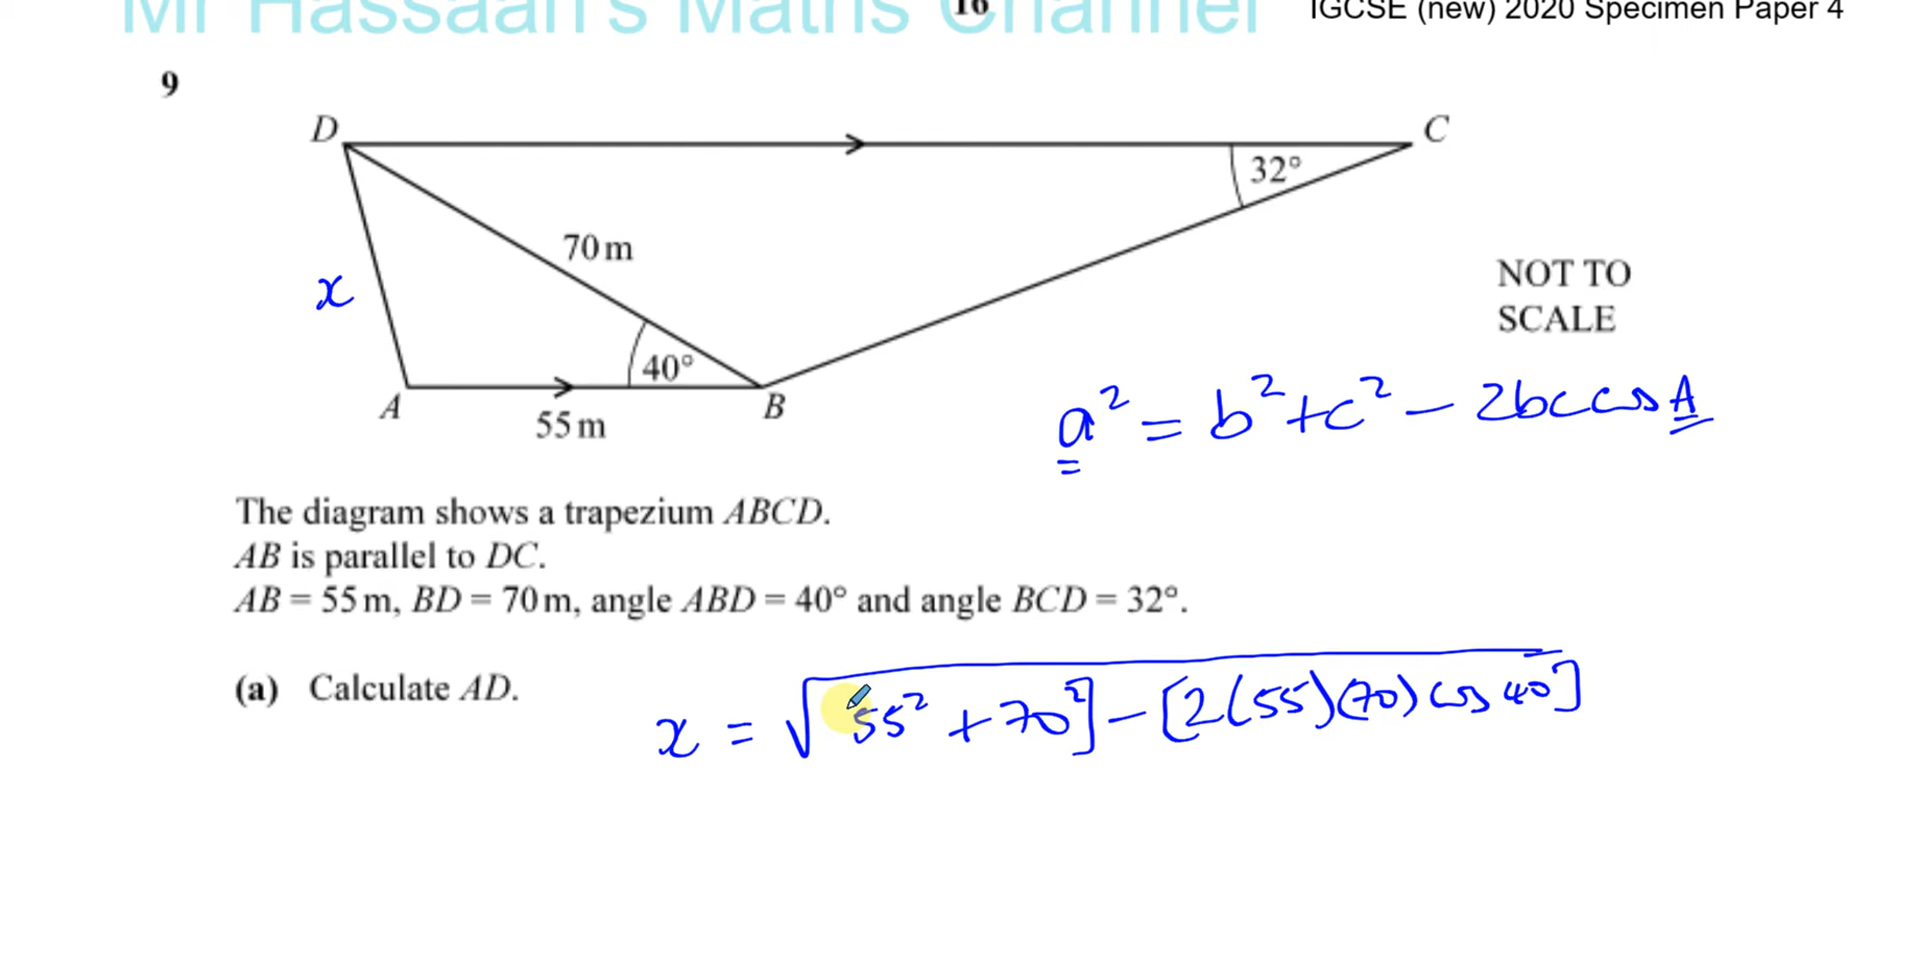 Mr Hassaan's Maths Channel
16
IGCSE (new) 2020 Specimen Paper 4
9
D
C
32°
70 m
x
NOT TO
SCALE
40°
A
B
55 m
a² = b² + c² − 2bc cos A
The diagram shows a trapezium ABCD.
AB is parallel to DC.
AB = 55 m, BD = 70 m, angle ABD = 40° and angle BCD = 32°.
(a) Calculate AD.
x = √55² + 70²] − [2(55)(70) cos 40]